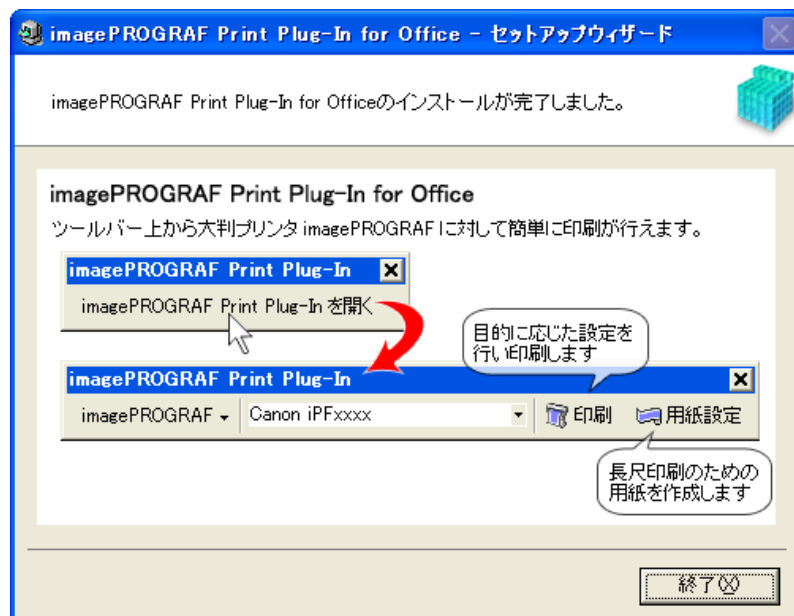 imagePROGRAF Print Plug-In for Office - セットアップウィザード
imagePROGRAF Print Plug-In for Officeのインストールが完了しました。
imagePROGRAF Print Plug-In for Office
ツールバー上から大判プリンタ imagePROGRAF に対して簡単に印刷が行えます。
imagePROGRAF Print Plug-In
imagePROGRAF Print Plug-In を開く
目的に応じた設定を
行い印刷します
imagePROGRAF Print Plug-In
imagePROGRAF Canon iPFxxxx 印刷 用紙設定
長尺印刷のための
用紙を作成します
終了(X)